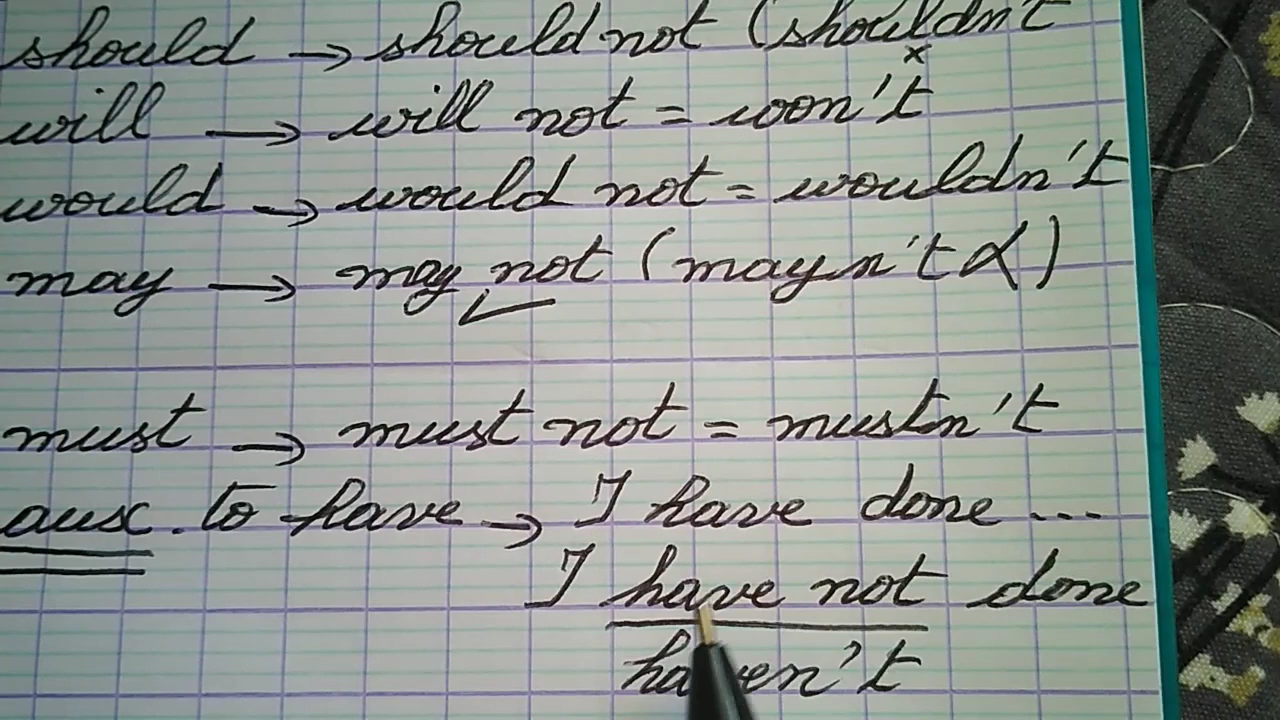 should → should not (shouldn't
x
will → will not = won't
would → would not = wouldn't
may → may not (mayn't x)
must → must not = mustn't
aux. to have → I have done ...
I have not done
haven't